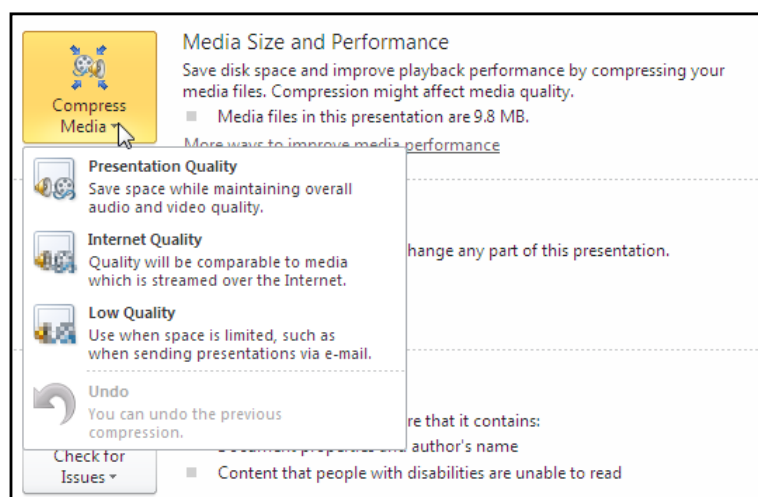 Compress
Media
Media Size and Performance
Save disk space and improve playback performance by compressing your
media files. Compression might affect media quality.
Media files in this presentation are 9.8 MB.
More ways to improve media performance
Presentation Quality
Save space while maintaining overall
audio and video quality.
Internet Quality
Quality will be comparable to media
which is streamed over the Internet.
Low Quality
Use when space is limited, such as
when sending presentations via e-mail.
Undo
You can undo the previous
compression.
hange any part of this presentation.
re that it contains:
Document properties and author's name
Content that people with disabilities are unable to read
Check for
Issues